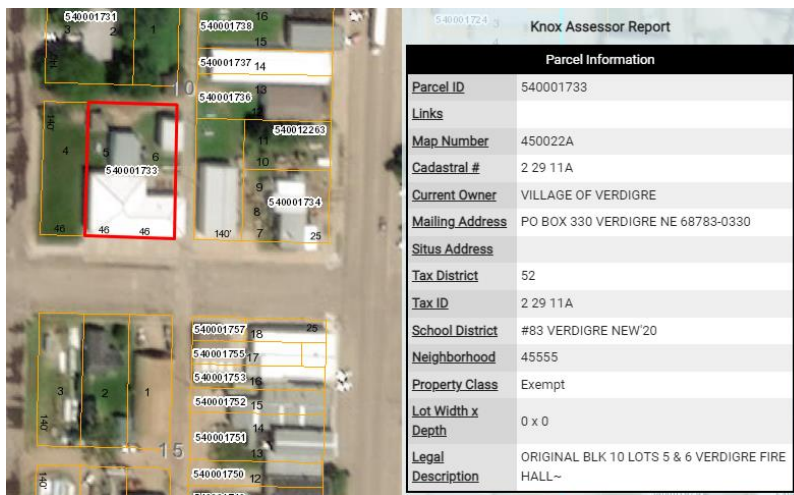 540001731
3
2
1
16
540001738
15
540001737
14
10
540001736
13
540012263
11
10
140'
4
5
6
540001733
9
540001734
8
7
46
46
46
140'
25
540001757
18
25
540001755
17
540001753
16
3
2
1
540001752
15
540001751
14
13
140'
15
540001750
12
140'
540001724
3
Knox Assessor Report
Parcel Information
Parcel ID 540001733
Links
Map Number 450022A
Cadastral # 2 29 11A
Current Owner VILLAGE OF VERDIGRE
Mailing Address PO BOX 330 VERDIGRE NE 68783-0330
Situs Address
Tax District 52
Tax ID 2 29 11A
School District #83 VERDIGRE NEW'20
Neighborhood 45555
Property Class Exempt
Lot Width x
Depth 0 x 0
Legal ORIGINAL BLK 10 LOTS 5 & 6 VERDIGRE FIRE
Description HALL~